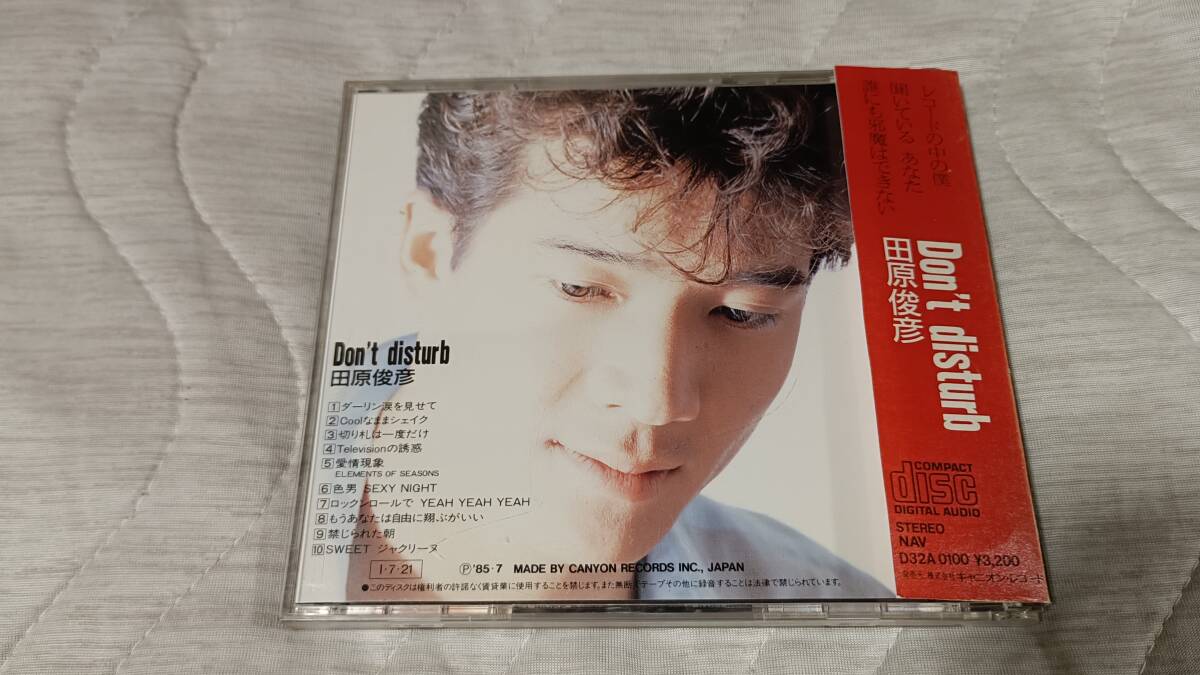 Don't disturb
田原俊彦
1 ダーリン涙を見せて
2 Coolなままシェイク
3 切り札は一度だけ
4 Televisionの誘惑
5 愛情現象
ELEMENTS OF SEASONS
6 色男 SEXY NIGHT
7 ロックンロールで YEAH YEAH YEAH
8 もうあなたは自由に翔ぶがいい
9 禁じられた朝
10 SWEET ジャクリーヌ
I・7・21
Ⓟ'85・7 MADE BY CANYON RECORDS INC., JAPAN
●このディスクは権利者の許諾なく賃貸業に使用することを禁じます。また無断でテープその他に録音することは法律で禁じられています。
レコードの中の僕
聞いている あなた
誰にも邪魔はできない
Don't disturb
田原俊彦
COMPACT
disc
DIGITAL AUDIO
STEREO
NAV
D32A0100 ¥3,200
発売元 株式会社キャニオン・レコード